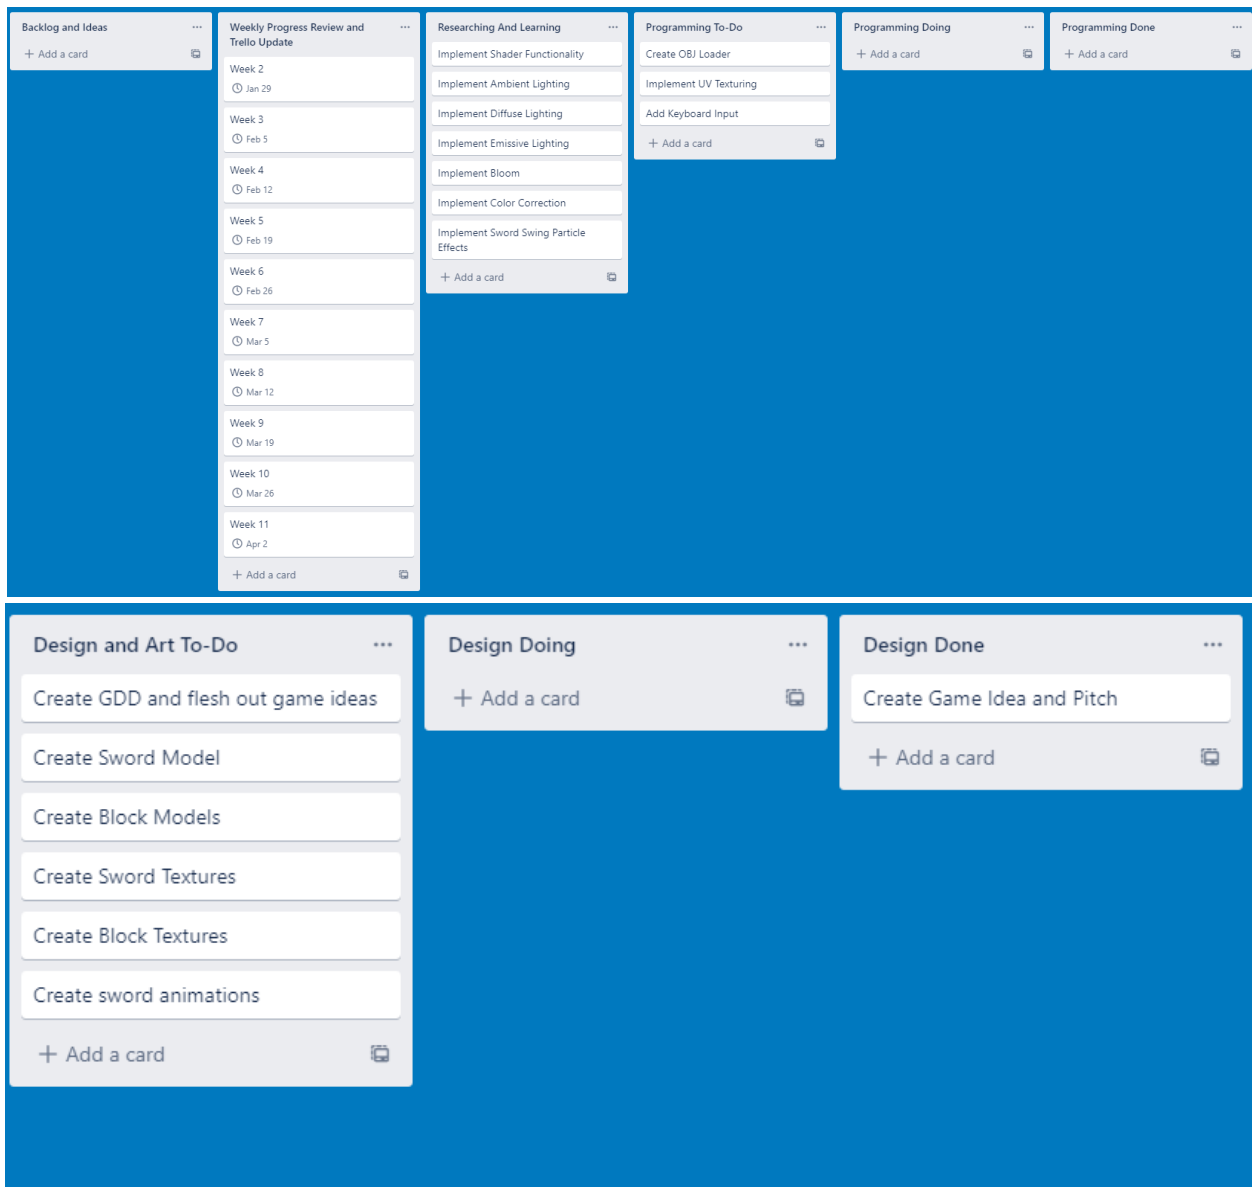 Backlog and Ideas
Add a card
Weekly Progress Review and
Trello Update
Week 2
Jan 29
Week 3
Feb 5
Week 4
Feb 12
Week 5
Feb 19
Week 6
Feb 26
Week 7
Mar 5
Week 8
Mar 12
Week 9
Mar 19
Week 10
Mar 26
Week 11
Apr 2
Add a card
Researching And Learning
Implement Shader Functionality
Implement Ambient Lighting
Implement Diffuse Lighting
Implement Emissive Lighting
Implement Bloom
Implement Color Correction
Implement Sword Swing Particle
Effects
Add a card
Programming To-Do
Create OBJ Loader
Implement UV Texturing
Add Keyboard Input
Add a card
Programming Doing
Add a card
Programming Done
Add a card
Design and Art To-Do
Create GDD and flesh out game ideas
Create Sword Model
Create Block Models
Create Sword Textures
Create Block Textures
Create sword animations
Add a card
Design Doing
Add a card
Design Done
Create Game Idea and Pitch
Add a card